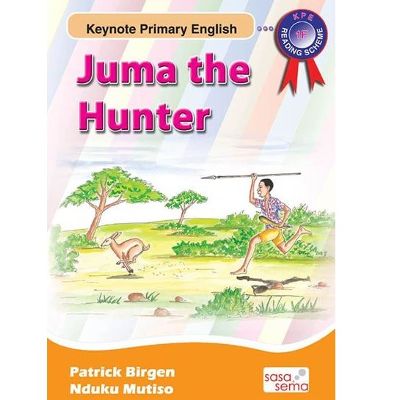 Keynote Primary English
KPE
1F
READING SCHEME
Juma the
Hunter
Patrick Birgen
Nduku Mutiso
sasa
sema